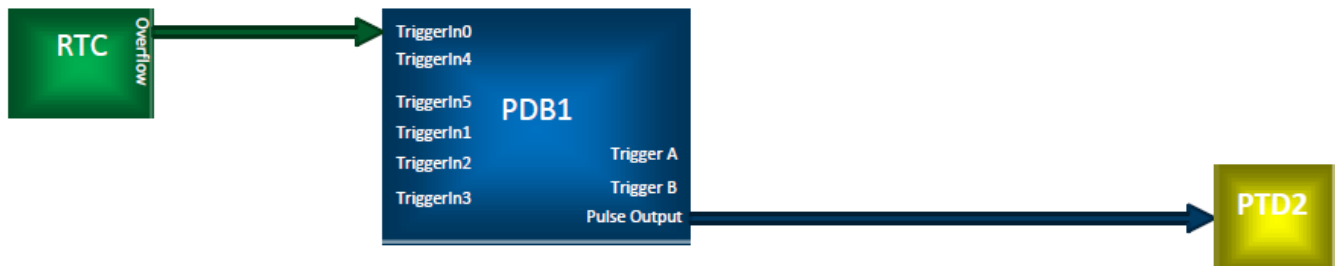 RTC
Overflow
TriggerIn0
TriggerIn4
TriggerIn5
PDB1
TriggerIn1
TriggerIn2
TriggerIn3
Trigger A
Trigger B
Pulse Output
PTD2